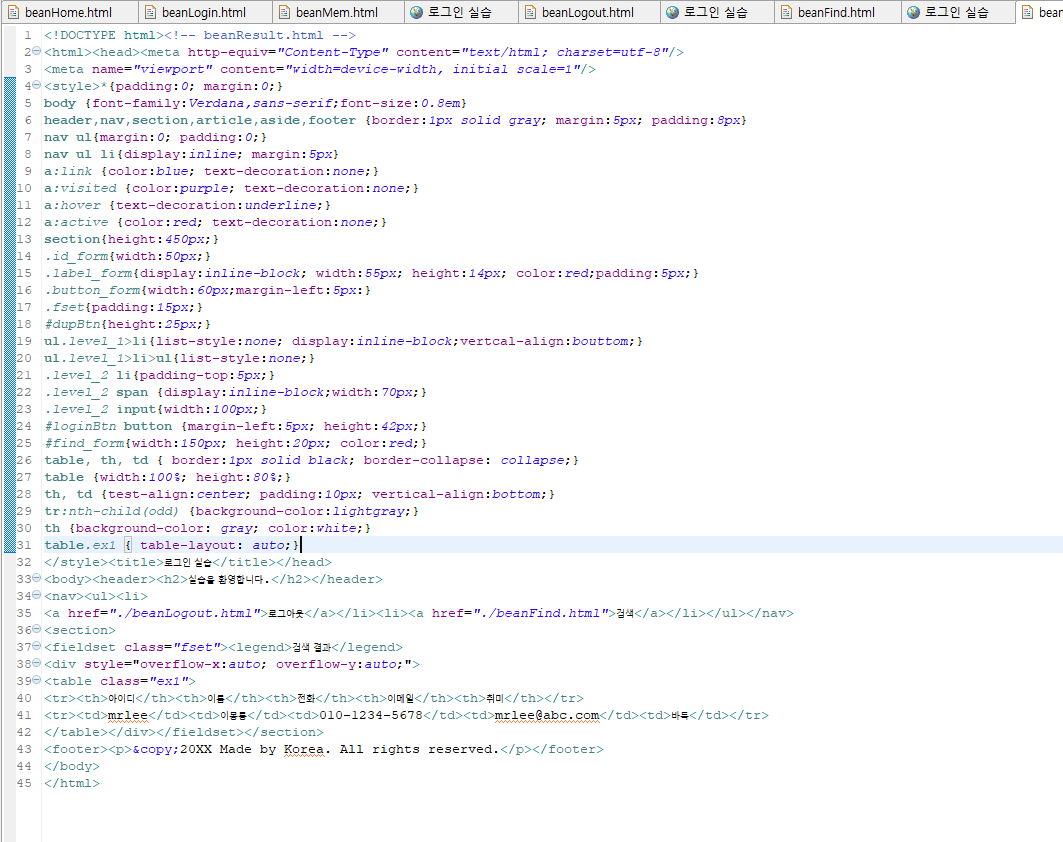 beanHome.html beanLogin.html beanMem.html 로그인 실습 beanLogout.html 로그인 실습 beanFind.html 로그인 실습 bean
1 <!DOCTYPE html><!-- beanResult.html -->
2 <html><head><meta http-equiv="Content-Type" content="text/html; charset=utf-8"/>
3 <meta name="viewport" content="width=device-width, initial scale=1"/>
4 <style>*{padding:0; margin:0;}
5 body {font-family:Verdana,sans-serif;font-size:0.8em}
6 header,nav,section,article,aside,footer {border:1px solid gray; margin:5px; padding:8px}
7 nav ul{margin:0; padding:0;}
8 nav ul li{display:inline; margin:5px}
9 a:link {color:blue; text-decoration:none;}
10 a:visited {color:purple; text-decoration:none;}
11 a:hover {text-decoration:underline;}
12 a:active {color:red; text-decoration:none;}
13 section{height:450px;}
14 .id_form{width:50px;}
15 .label_form{display:inline-block; width:55px; height:14px; color:red;padding:5px;}
16 .button_form{width:60px;margin-left:5px:}
17 .fset{padding:15px;}
18 #dupBtn{height:25px;}
19 ul.level_1>li{list-style:none; display:inline-block;vertcal-align:bouttom;}
20 ul.level_1>li>ul{list-style:none;}
21 .level_2 li{padding-top:5px;}
22 .level_2 span {display:inline-block;width:70px;}
23 .level_2 input{width:100px;}
24 #loginBtn button {margin-left:5px; height:42px;}
25 #find_form{width:150px; height:20px; color:red;}
26 table, th, td { border:1px solid black; border-collapse: collapse;}
27 table {width:100%; height:80%;}
28 th, td {test-align:center; padding:10px; vertical-align:bottom;}
29 tr:nth-child(odd) {background-color:lightgray;}
30 th {background-color: gray; color:white;}
31 table.ex1 { table-layout: auto;}
32 </style><title>로그인 실습</title></head>
33 <body><header><h2>실습을 환영합니다.</h2></header>
34 <nav><ul><li>
35 <a href="./beanLogout.html">로그아웃</a></li><li><a href="./beanFind.html">검색</a></li></ul></nav>
36 <section>
37 <fieldset class="fset"><legend>검색 결과</legend>
38 <div style="overflow-x:auto; overflow-y:auto;">
39 <table class="ex1">
40 <tr><th>아이디</th><th>이름</th><th>전화</th><th>이메일</th><th>취미</th></tr>
41 <tr><td>mrlee</td><td>이몽룡</td><td>010-1234-5678</td><td>mrlee@abc.com</td><td>바둑</td></tr>
42 </table></div></fieldset></section>
43 <footer><p>&copy;20XX Made by Korea. All rights reserved.</p></footer>
44 </body>
45 </html>